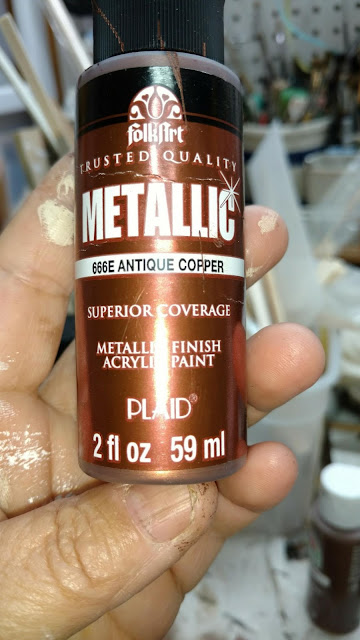 folkArt
TRUSTED QUALITY
METALLIC
666E ANTIQUE COPPER
SUPERIOR COVERAGE
METALLIC FINISH
ACRYLIC PAINT
PLAID®
2 fl oz 59 ml